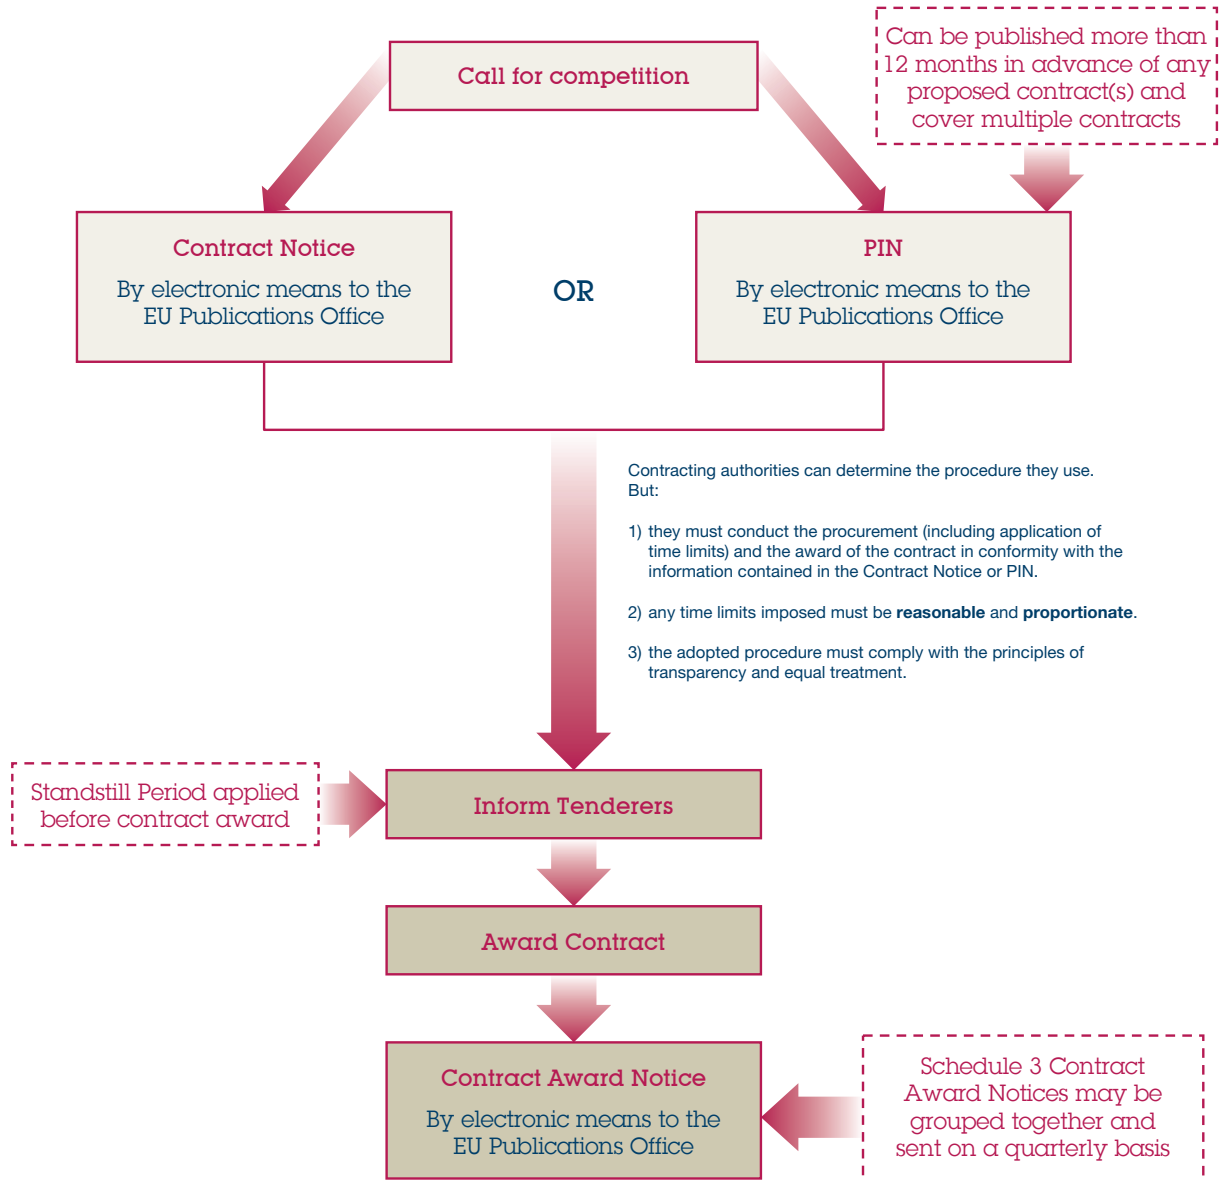 Call for competition
Can be published more than
12 months in advance of any
proposed contract(s) and
cover multiple contracts
Contract Notice
By electronic means to the
EU Publications Office
OR
PIN
By electronic means to the
EU Publications Office
Contracting authorities can determine the procedure they use.
But:
1) they must conduct the procurement (including application of
time limits) and the award of the contract in conformity with the
information contained in the Contract Notice or PIN.
2) any time limits imposed must be reasonable and proportionate.
3) the adopted procedure must comply with the principles of
transparency and equal treatment.
Standstill Period applied
before contract award
Inform Tenderers
Award Contract
Contract Award Notice
By electronic means to the
EU Publications Office
Schedule 3 Contract
Award Notices may be
grouped together and
sent on a quarterly basis